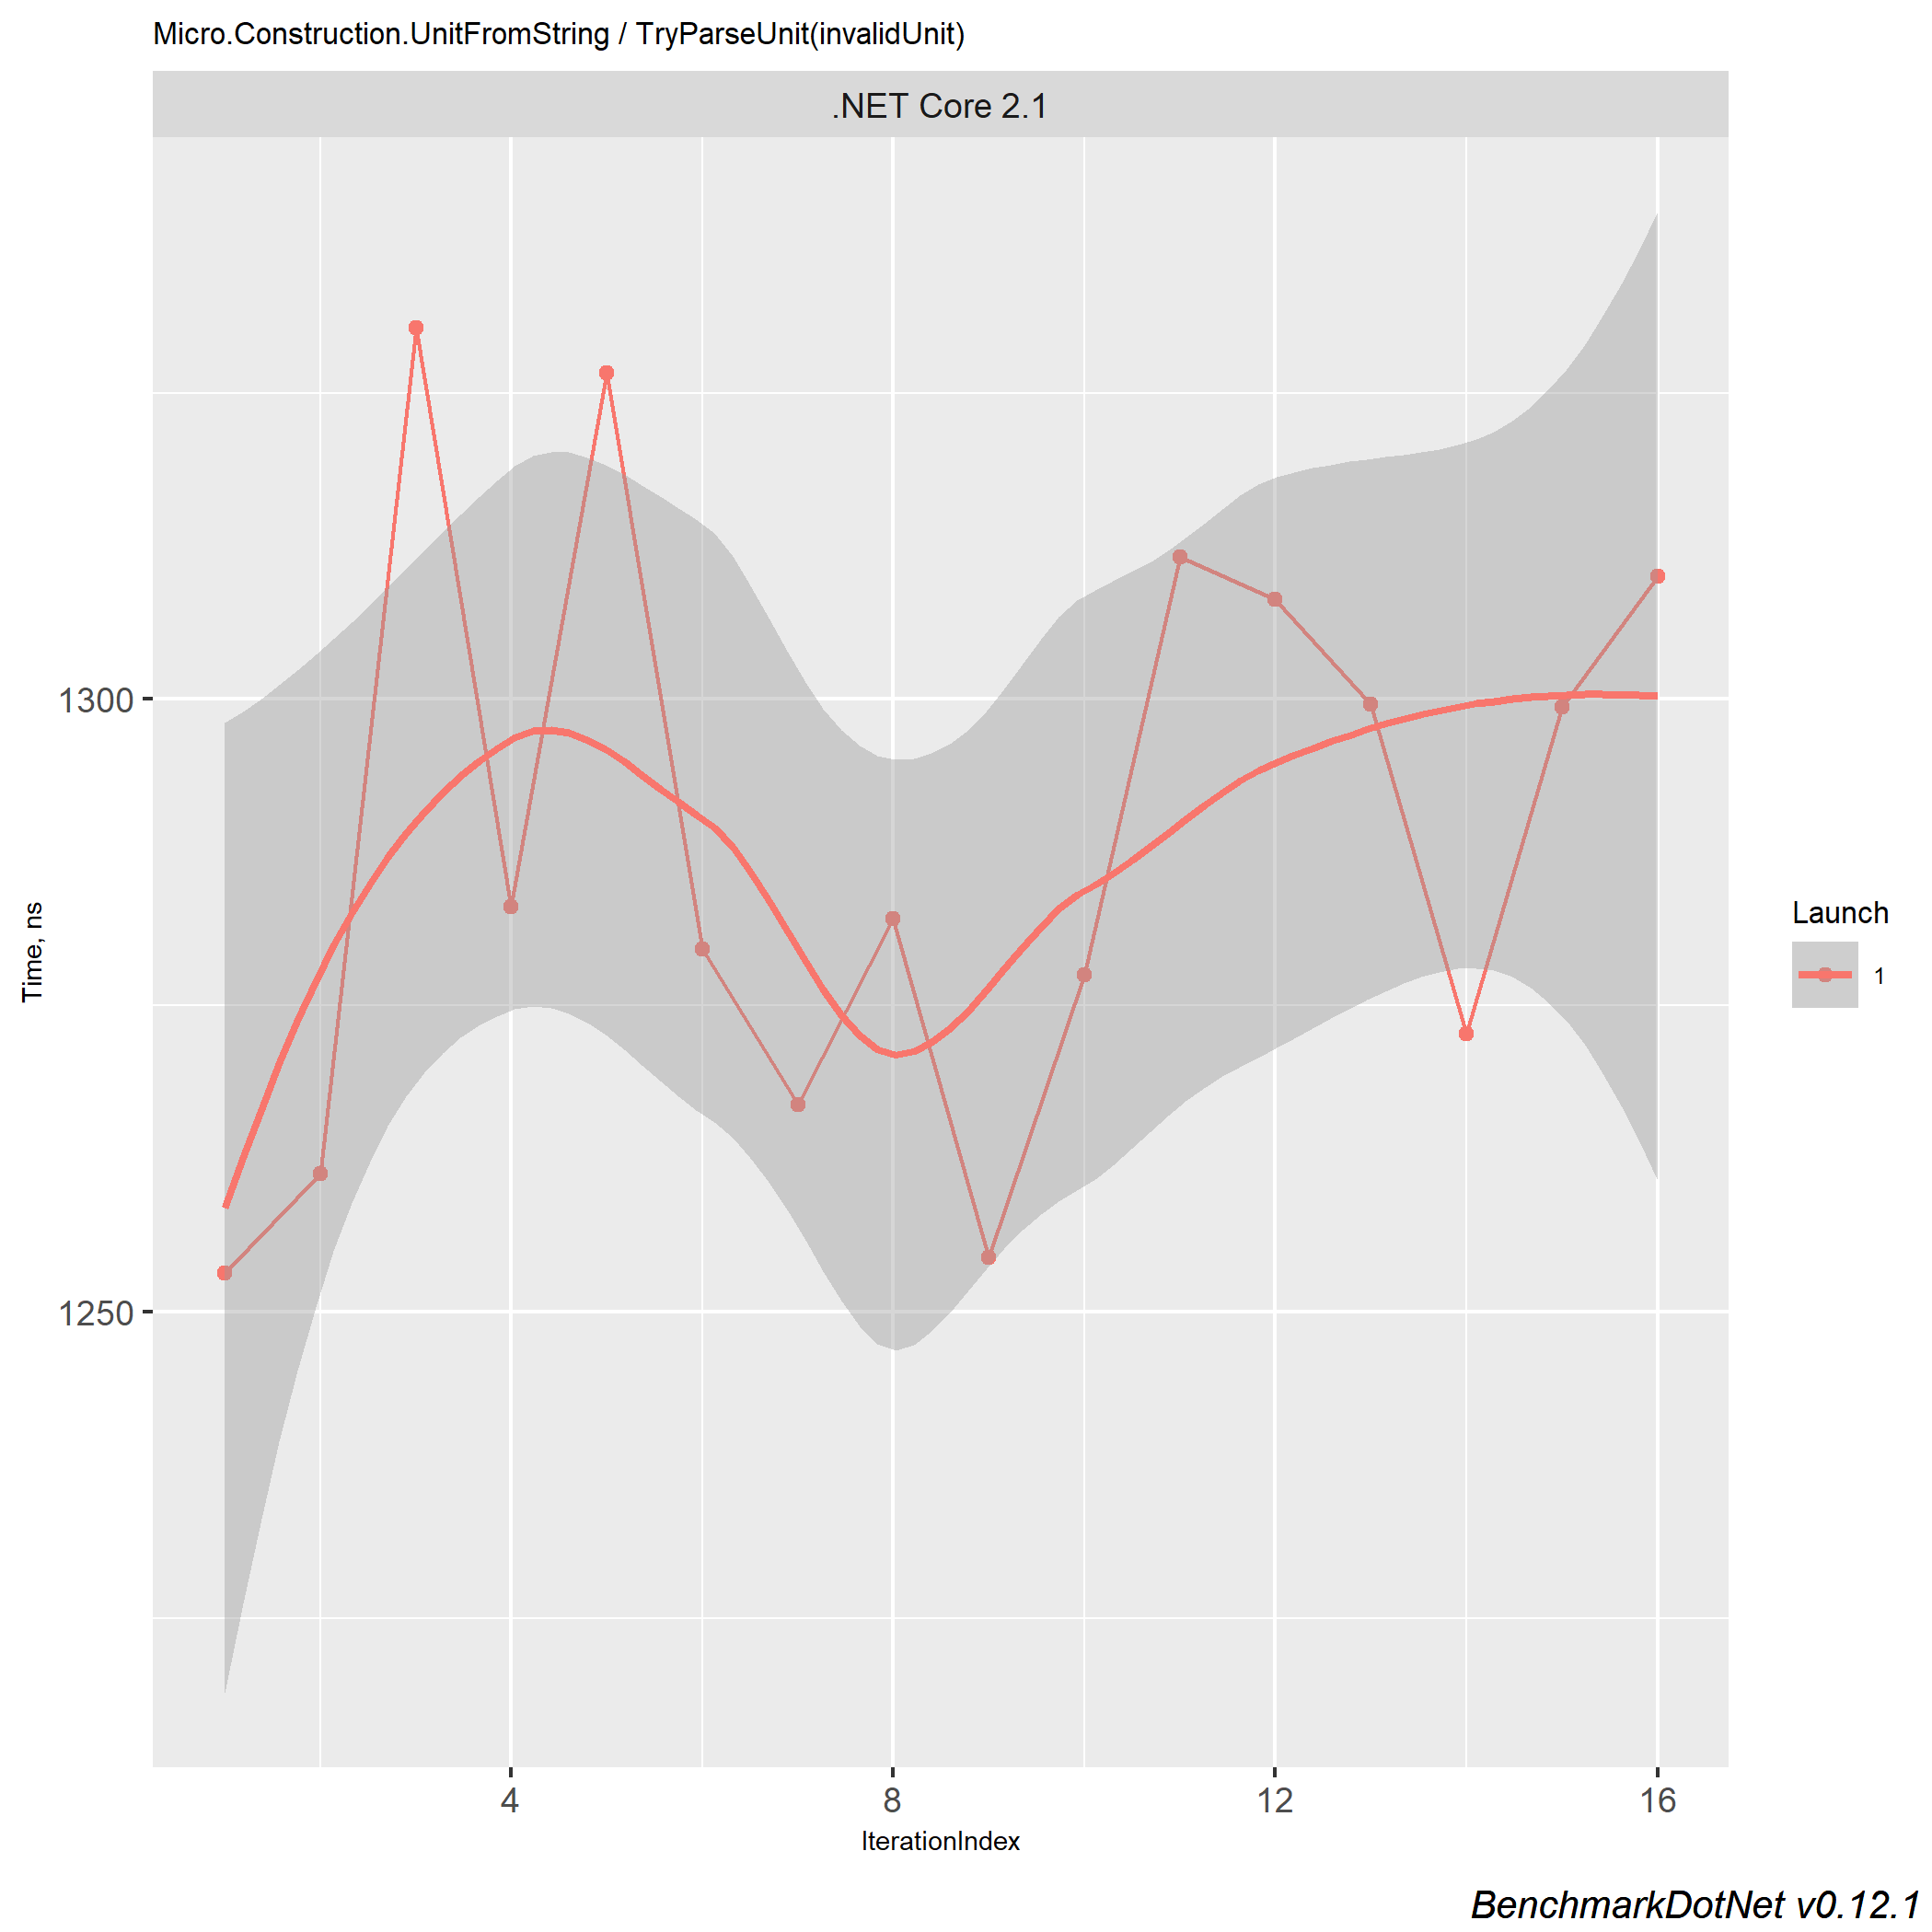 Micro.Construction.UnitFromString / TryParseUnit(invalidUnit)
.NET Core 2.1
1300
1250
Time, ns
4 8 12 16
IterationIndex
Launch
1
BenchmarkDotNet v0.12.1